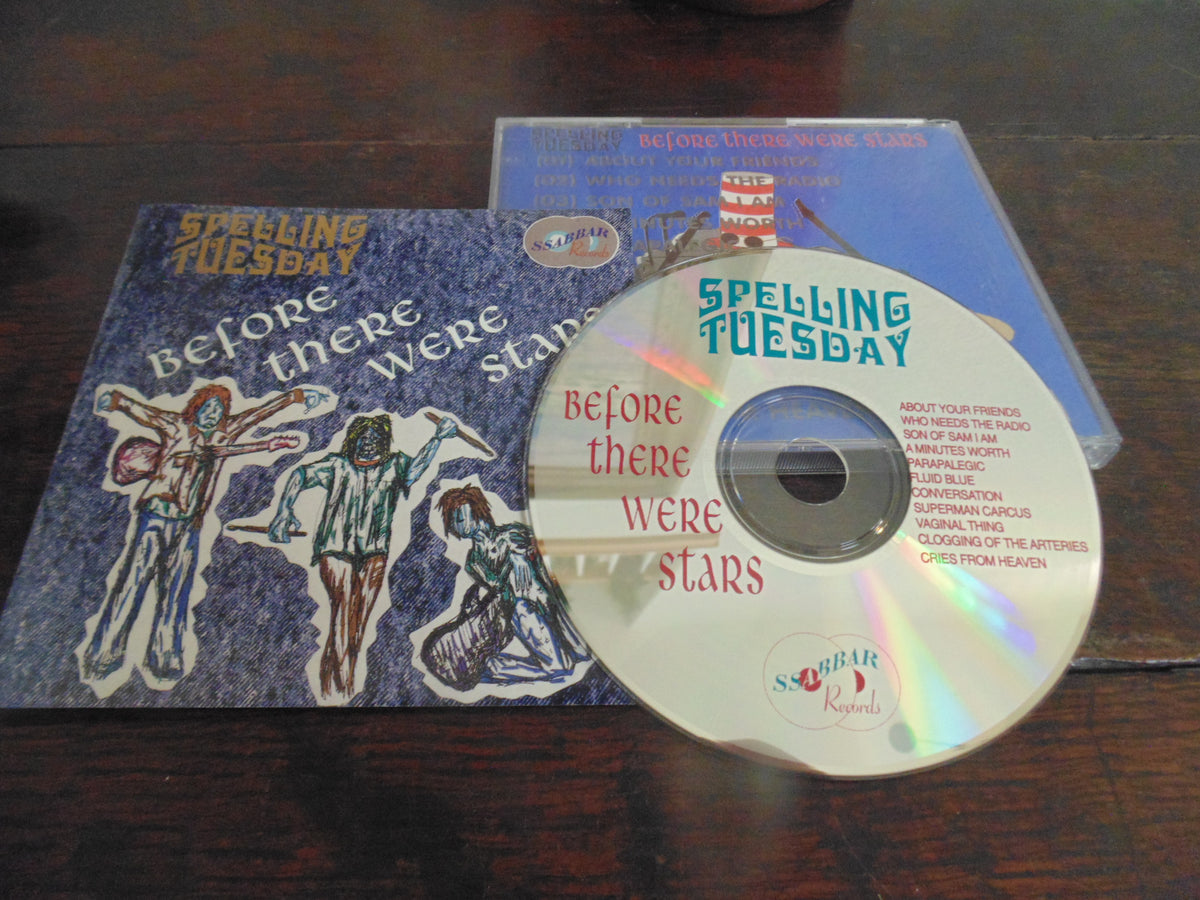 SPELLING
TUESDAY
BEFORE THERE WERE STARS
(01) ABOUT YOUR FRIENDS
(02) WHO NEEDS THE RADIO
(03) SON OF SAM I AM
WORTH
SPELLING
TUESDAY
SSABBAR
Records
BEFORE
THERE
WERE
STARS
SPELLING
TUESDAY
BEFORE
THERE
WERE
STARS
ABOUT YOUR FRIENDS
WHO NEEDS THE RADIO
SON OF SAM I AM
A MINUTES WORTH
PARAPALEGIC
FLUID BLUE
CONVERSATION
SUPERMAN CARCUS
VAGINAL THING
CLOGGING OF THE ARTERIES
CRIES FROM HEAVEN
SSABBAR
Records